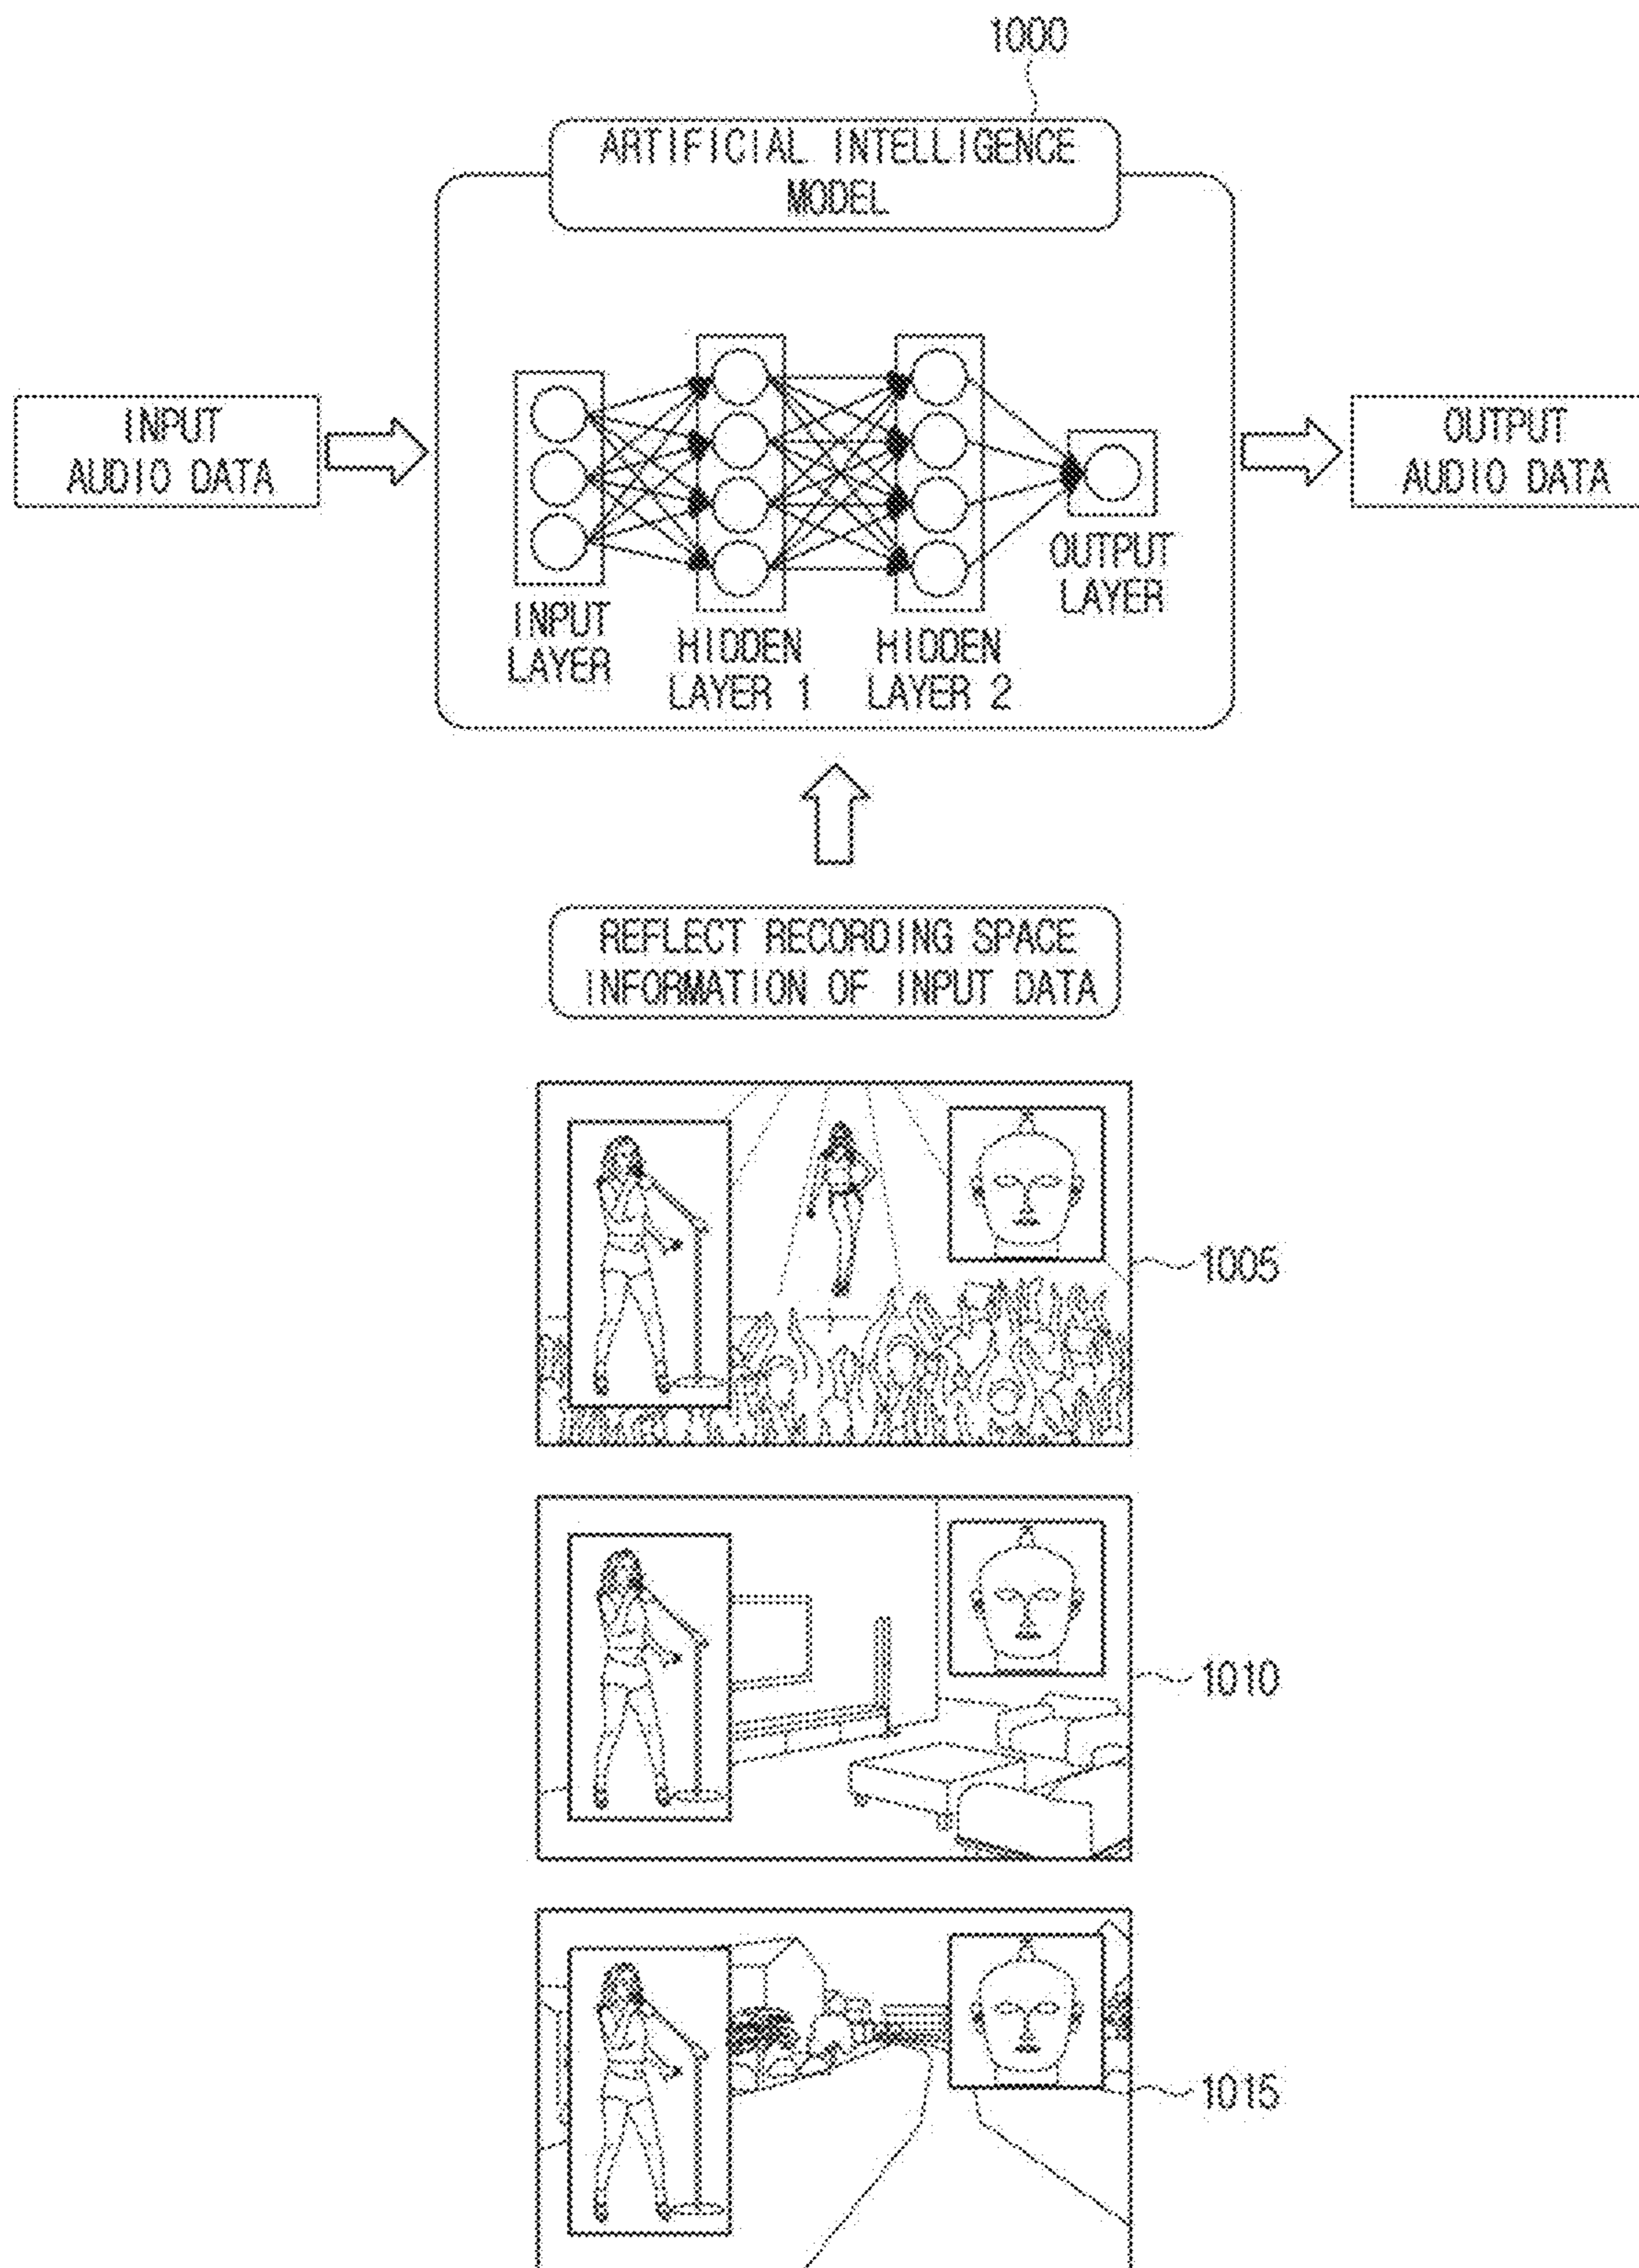 1000
ARTIFICIAL INTELLIGENCE
MODEL
INPUT
AUDIO DATA
OUTPUT
AUDIO DATA
INPUT
LAYER
HIDDEN
LAYER 1
HIDDEN
LAYER 2
OUTPUT
LAYER
REFLECT RECORDING SPACE
INFORMATION OF INPUT DATA
1005
1010
1015